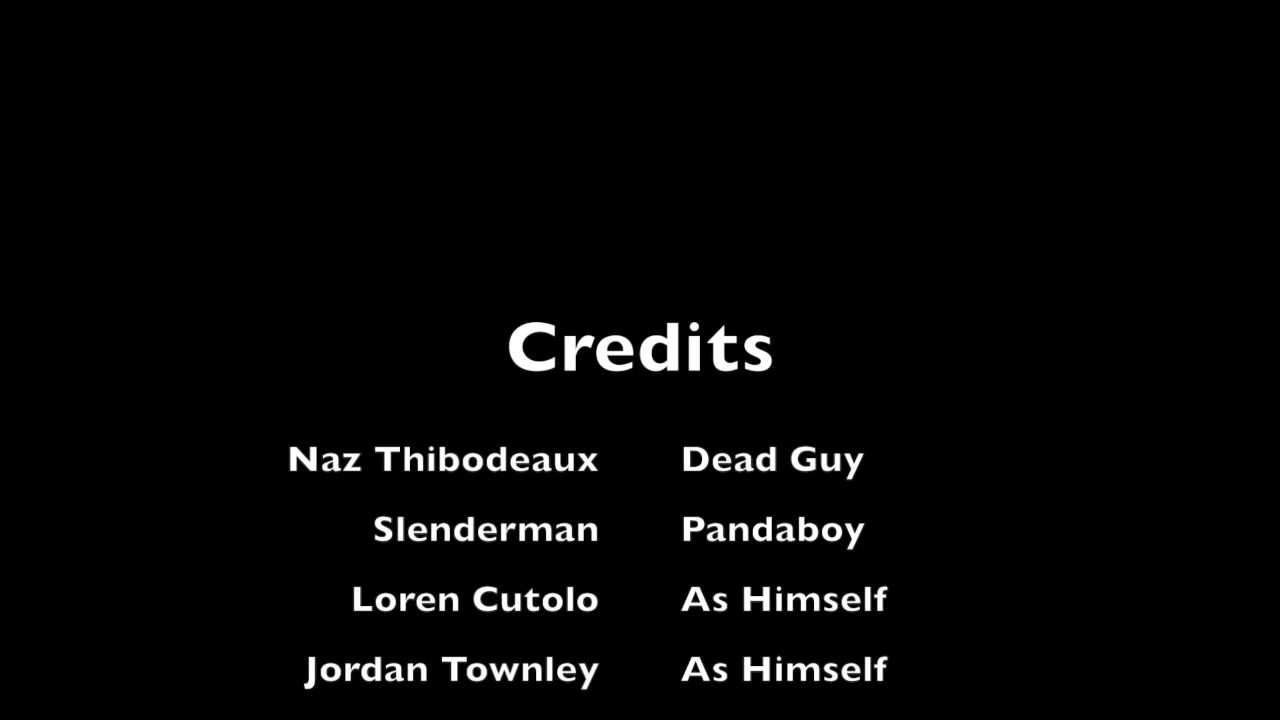 Credits
Naz Thibodeaux Dead Guy
Slenderman Pandaboy
Loren Cutolo As Himself
Jordan Townley As Himself